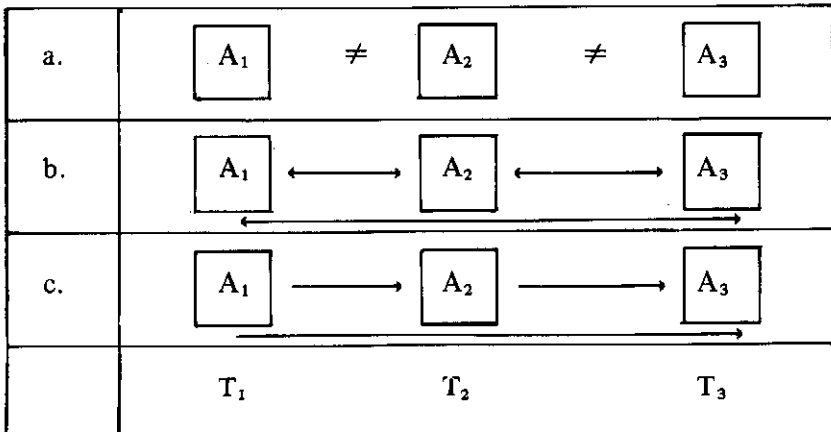 a. A₁ ≠ A₂ ≠ A₃
b. A₁ ⟷ A₂ ⟷ A₃
c. A₁ ⟶ A₂ ⟶ A₃
T₁ T₂ T₃